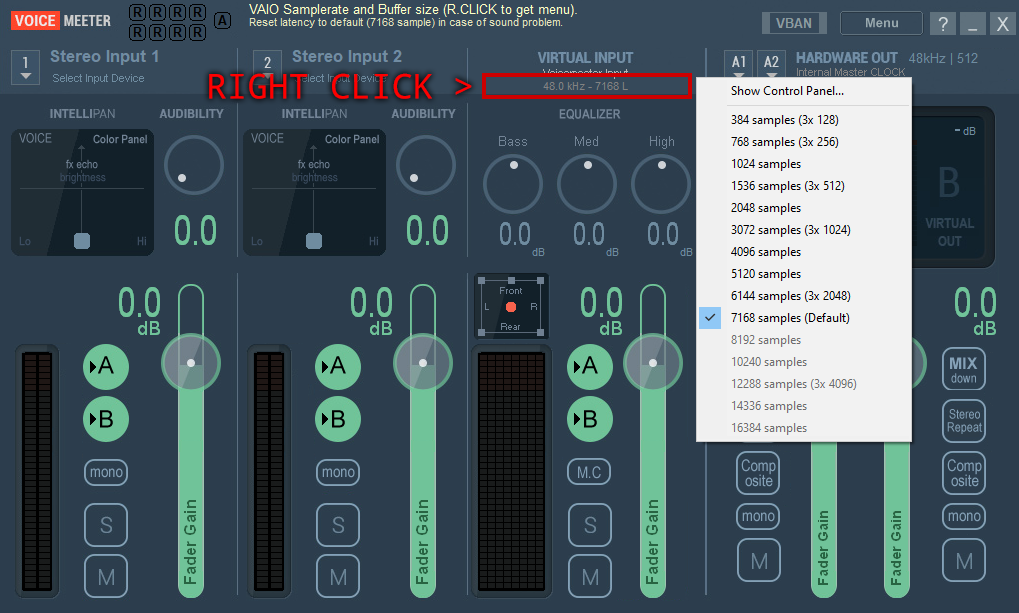 VOICE MEETER
R R R R
R R R R
A
VAIO Samplerate and Buffer size (R.CLICK to get menu).
Reset latency to default (7168 sample) in case of sound problem.
VBAN
Menu
?
_
X
1
Stereo Input 1
Select Input Device
2
Stereo Input 2
Select Input Device
RIGHT CLICK >
VIRTUAL INPUT
Voicemeeter Input
48.0 kHz - 7168 L
A1
A2
HARDWARE OUT
48kHz | 512
Internal Master CLOCK
Show Control Panel...
384 samples (3x 128)
768 samples (3x 256)
1024 samples
1536 samples (3x 512)
2048 samples
3072 samples (3x 1024)
4096 samples
5120 samples
6144 samples (3x 2048)
7168 samples (Default)
8192 samples
10240 samples
12288 samples (3x 4096)
14336 samples
16384 samples
INTELLIPAN
AUDIBILITY
VOICE
Color Panel
fx echo
brightness
Lo
Hi
0.0
INTELLIPAN
AUDIBILITY
VOICE
Color Panel
fx echo
brightness
Lo
Hi
0.0
EQUALIZER
Bass
Med
High
0.0
dB
0.0
dB
0.0
dB
- dB
B
VIRTUAL
OUT
0.0
dB
A
B
mono
S
M
Fader Gain
0.0
dB
A
B
mono
S
M
Fader Gain
Front
L
R
Rear
0.0
dB
A
B
M.C
S
M
Fader Gain
Comp
osite
mono
M
Fader Gain
0.0
dB
MIX
down
Stereo
Repeat
Comp
osite
mono
M
Fader Gain